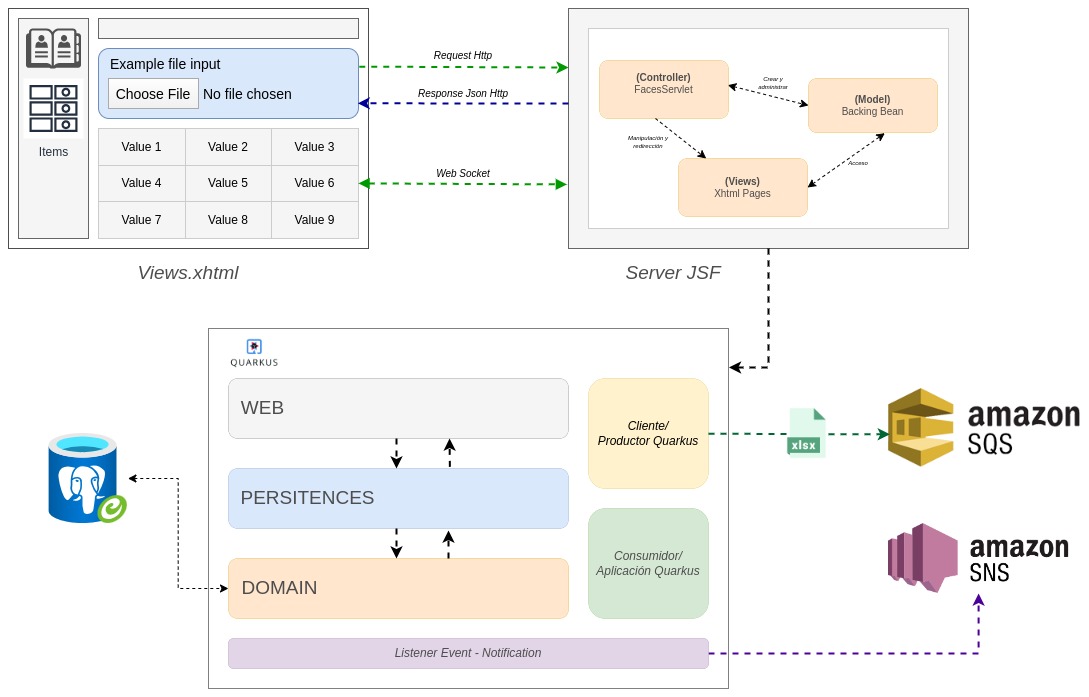 Example file input
Choose File No file chosen
Items
Value 1 Value 2 Value 3
Value 4 Value 5 Value 6
Value 7 Value 8 Value 9
Views.xhtml
Request Http
Response Json Http
Web Socket
(Controller)
FacesServlet
Crear y
administrar
(Model)
Backing Bean
Manipulación y
redirección
(Views)
Xhtml Pages
Acceso
Server JSF
QUARKUS
WEB
PERSITENCES
DOMAIN
Cliente/
Productor Quarkus
Consumidor/
Aplicación Quarkus
Listener Event - Notification
xlsx
amazon
SQS
amazon
SNS